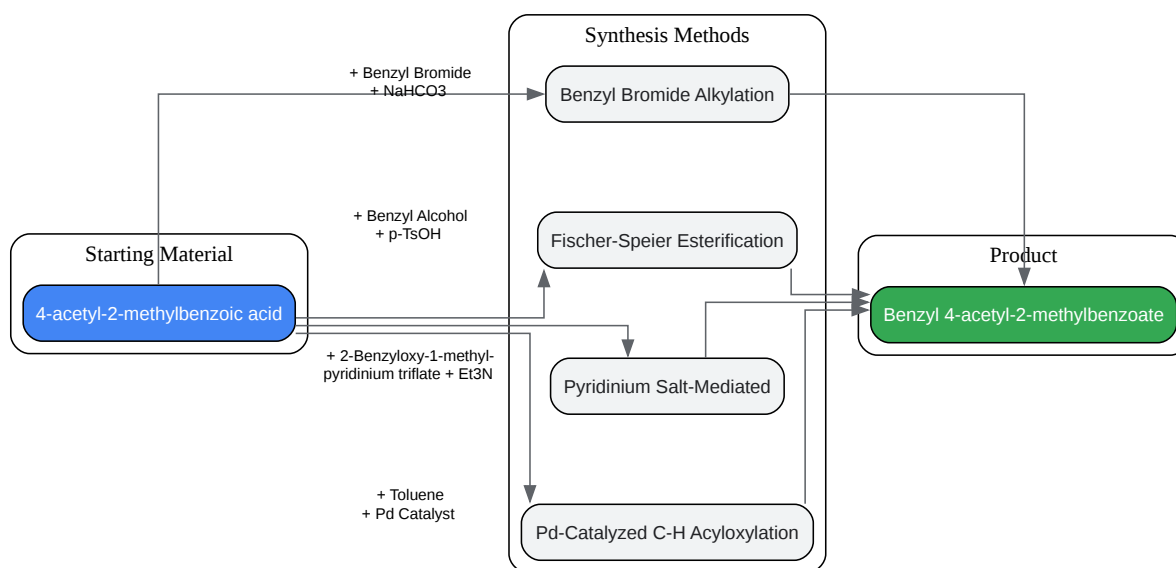 Synthesis Methods
+ Benzyl Bromide
+ NaHCO3
Benzyl Bromide Alkylation
+ Benzyl Alcohol
+ p-TsOH
Fischer-Speier Esterification
Starting Material
4-acetyl-2-methylbenzoic acid
Product
Benzyl 4-acetyl-2-methylbenzoate
+ 2-Benzyloxy-1-methyl-
pyridinium triflate + Et3N
Pyridinium Salt-Mediated
+ Toluene
+ Pd Catalyst
Pd-Catalyzed C-H Acyloxylation